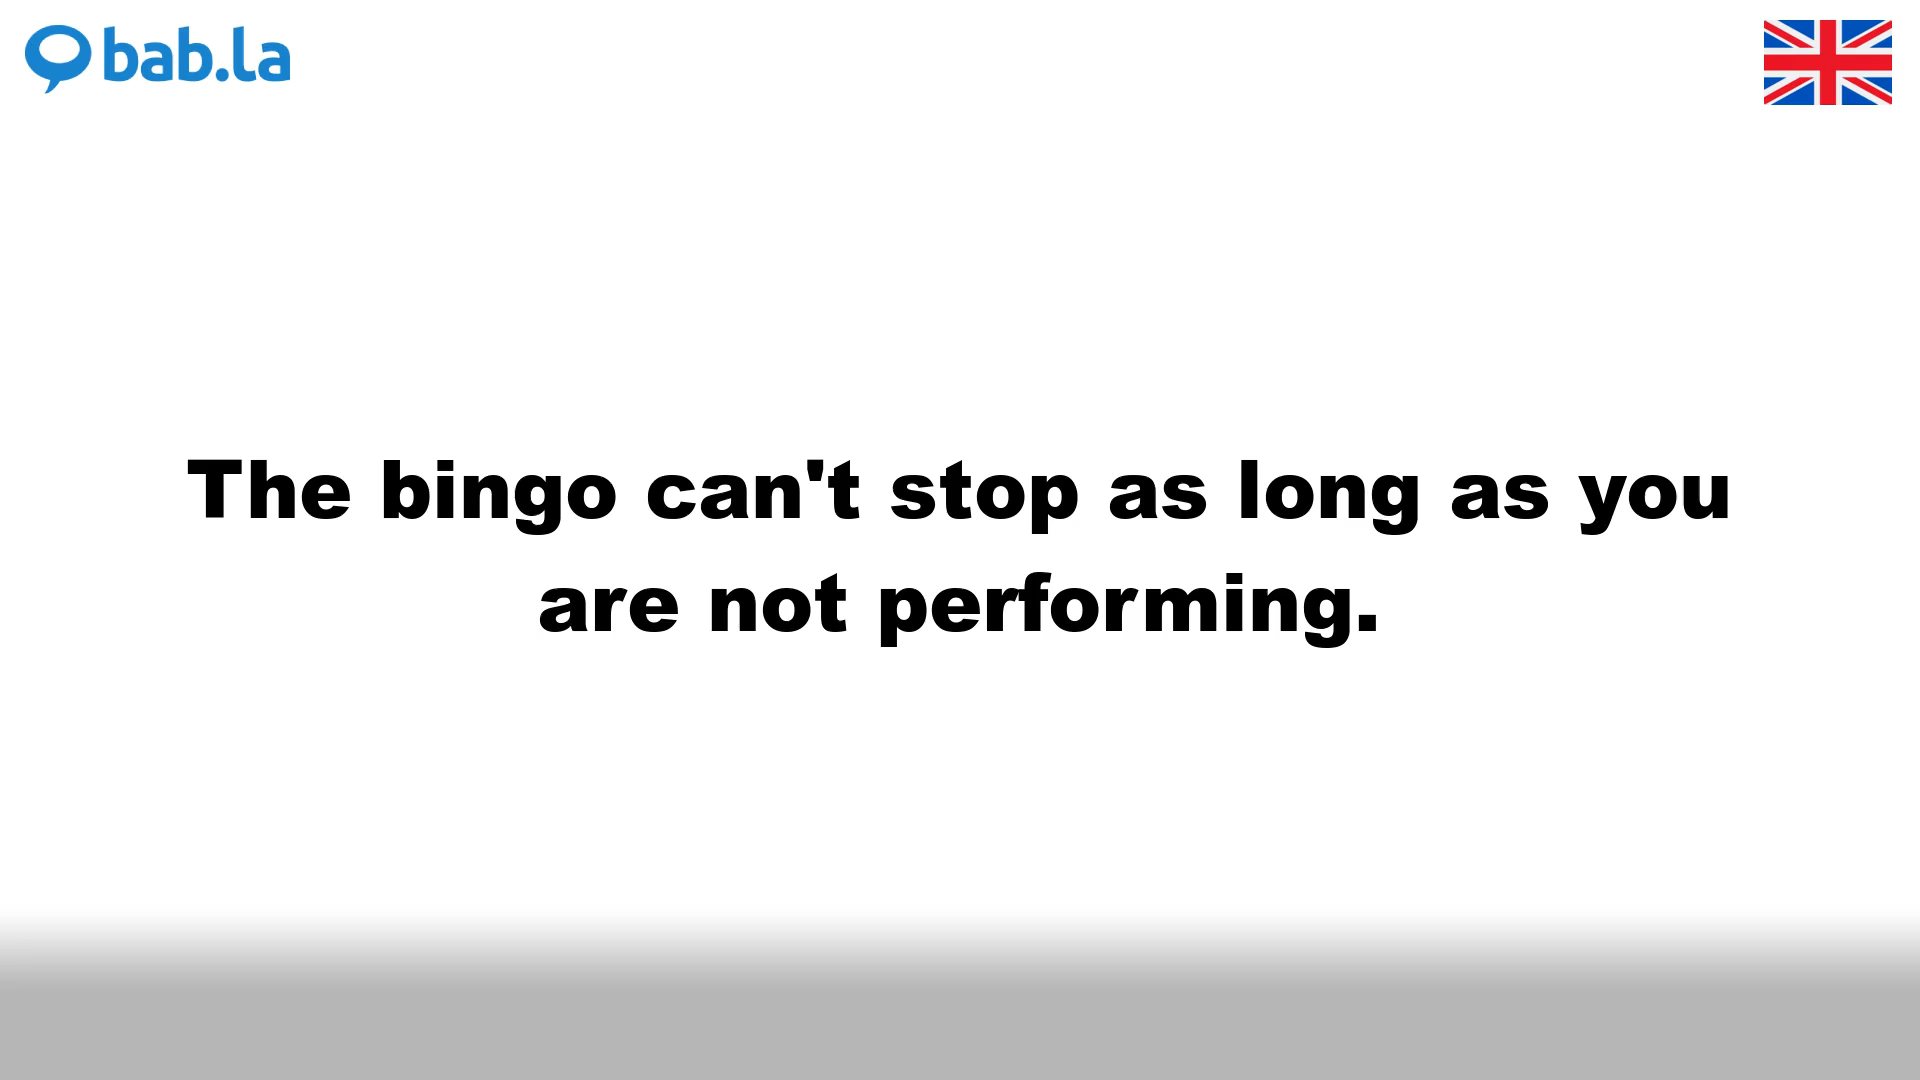 bab.la
The bingo can't stop as long as you
are not performing.